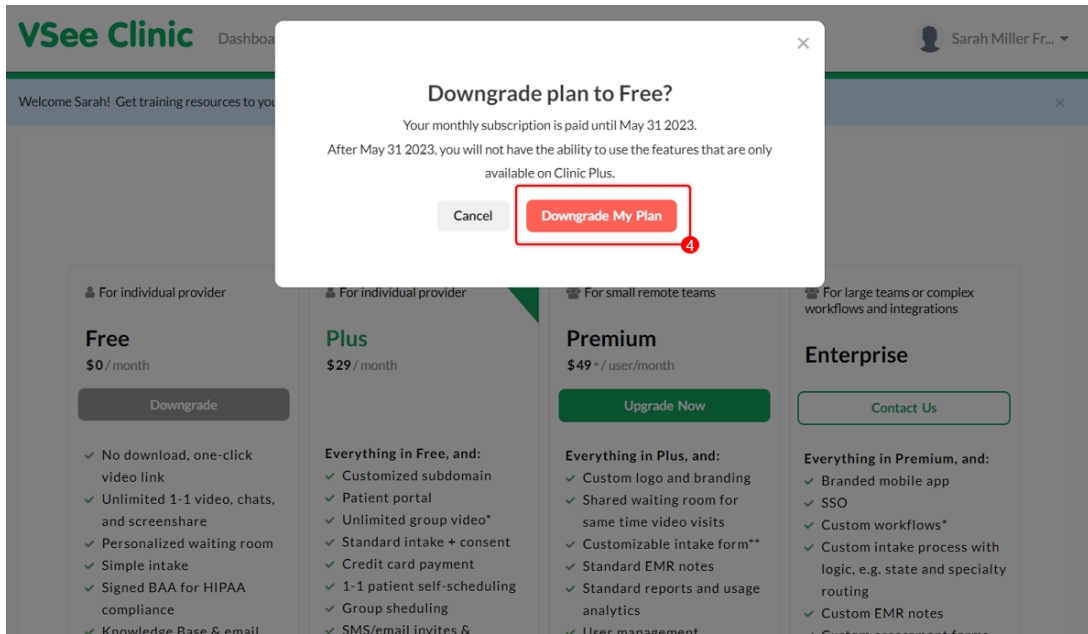 VSee Clinic
Dashboa
Sarah Miller Fr...
Welcome Sarah! Get training resources to you
Downgrade plan to Free?
Your monthly subscription is paid until May 31 2023.
After May 31 2023, you will not have the ability to use the features that are only
available on Clinic Plus.
Cancel
Downgrade My Plan
4
For individual provider
Free
$0 / month
Downgrade
No download, one-click
video link
Unlimited 1-1 video, chats,
and screenshare
Personalized waiting room
Simple intake
Signed BAA for HIPAA
compliance
Knowledge Base & email
For individual provider
Plus
$29 / month
Everything in Free, and:
Customized subdomain
Patient portal
Unlimited group video*
Standard intake + consent
Credit card payment
1-1 patient self-scheduling
Group sheduling
SMS/email invites &
For small remote teams
Premium
$49 * / user/month
Upgrade Now
Everything in Plus, and:
Custom logo and branding
Shared waiting room for
same time video visits
Customizable intake form**
Standard EMR notes
Standard reports and usage
analytics
User management
For large teams or complex
workflows and integrations
Enterprise
Contact Us
Everything in Premium, and:
Branded mobile app
SSO
Custom workflows*
Custom intake process with
logic, e.g. state and specialty
routing
Custom EMR notes
Custom assessment forms